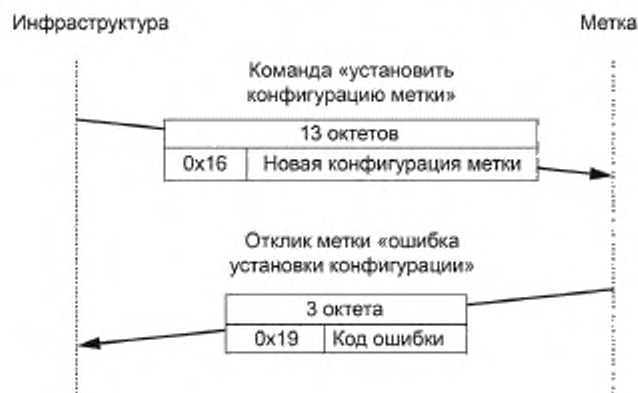 Инфраструктура Метка
Команда «установить
конфигурацию метки»
13 октетов
0x16 Новая конфигурация метки
Отклик метки «ошибка
установки конфигурации»
3 октета
0x19 Код ошибки